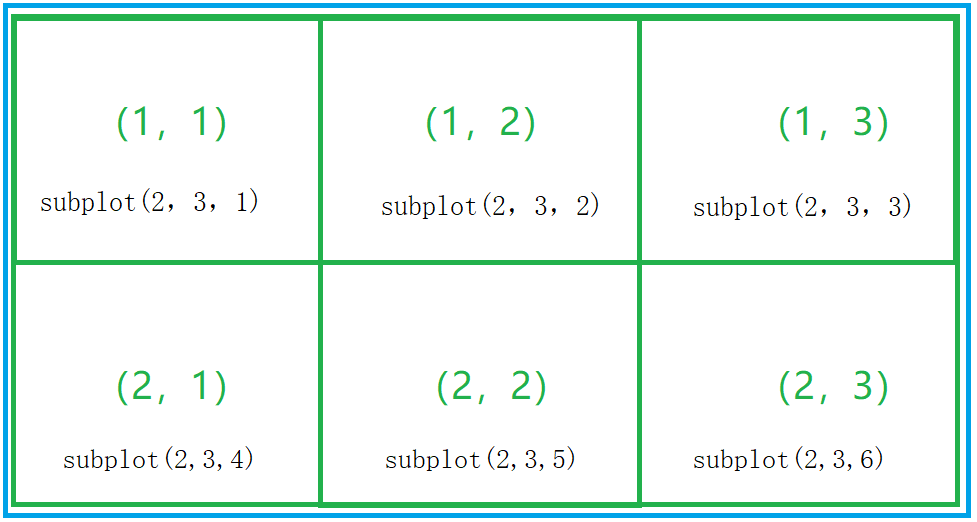 (1, 1)
subplot(2, 3, 1)
(1, 2)
subplot(2, 3, 2)
(1, 3)
subplot(2, 3, 3)
(2, 1)
subplot(2,3,4)
(2, 2)
subplot(2,3,5)
(2, 3)
subplot(2,3,6)